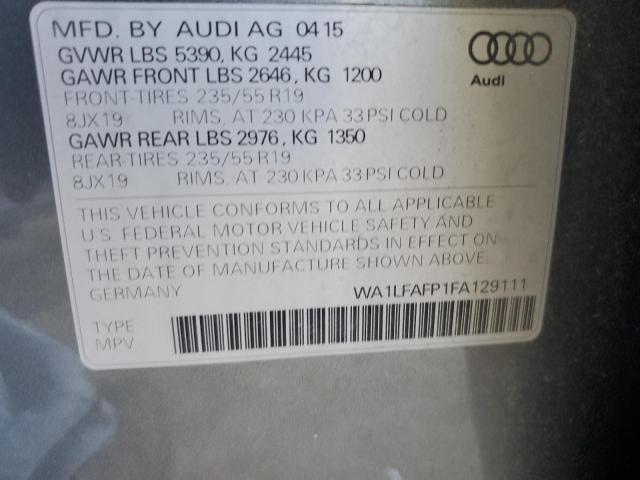 MFD. BY AUDI AG 04 15
GVWR LBS 5390, KG 2445
GAWR FRONT LBS 2646, KG 1200
FRONT-TIRES 235/55 R19
8JX19 RIMS, AT 230 KPA 33 PSI COLD
GAWR REAR LBS 2976, KG 1350
REAR-TIRES 235/55 R19
8JX19 RIMS, AT 230 KPA 33 PSI COLD
Audi
THIS VEHICLE CONFORMS TO ALL APPLICABLE
U.S. FEDERAL MOTOR VEHICLE SAFETY AND
THEFT PREVENTION STANDARDS IN EFFECT ON
THE DATE OF MANUFACTURE SHOWN ABOVE.
GERMANY WA1LFAFP1FA129111
TYPE
MPV